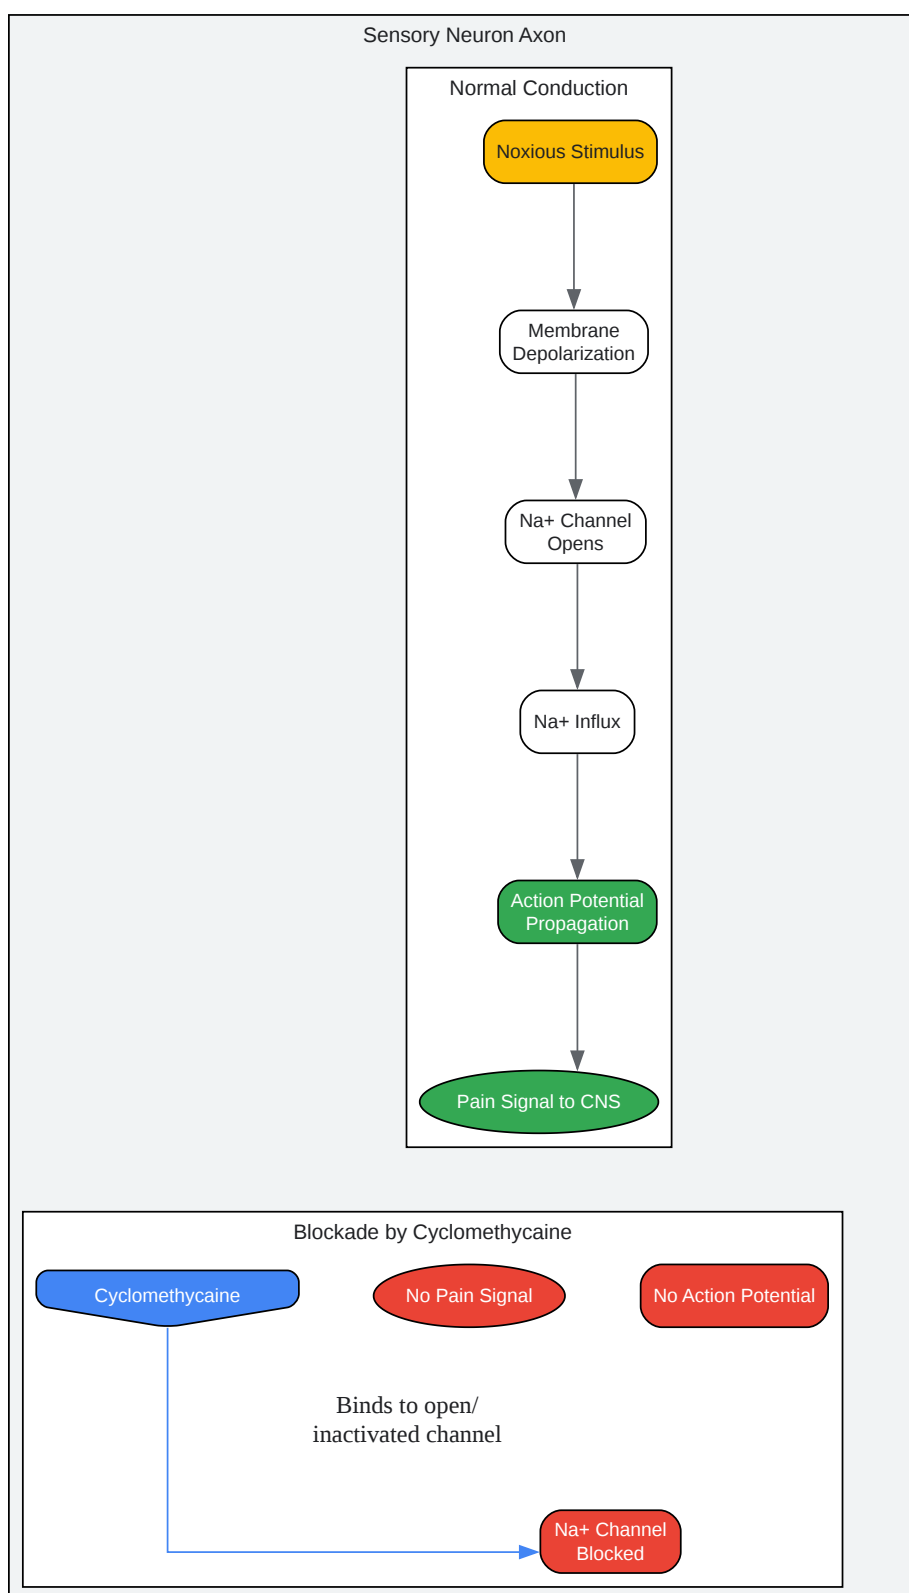 Sensory Neuron Axon
Normal Conduction
Noxious Stimulus
Membrane
Depolarization
Na+ Channel
Opens
Na+ Influx
Action Potential
Propagation
Pain Signal to CNS
Blockade by Cyclomethycaine
Cyclomethycaine
No Pain Signal
No Action Potential
Binds to open/
inactivated channel
Na+ Channel
Blocked